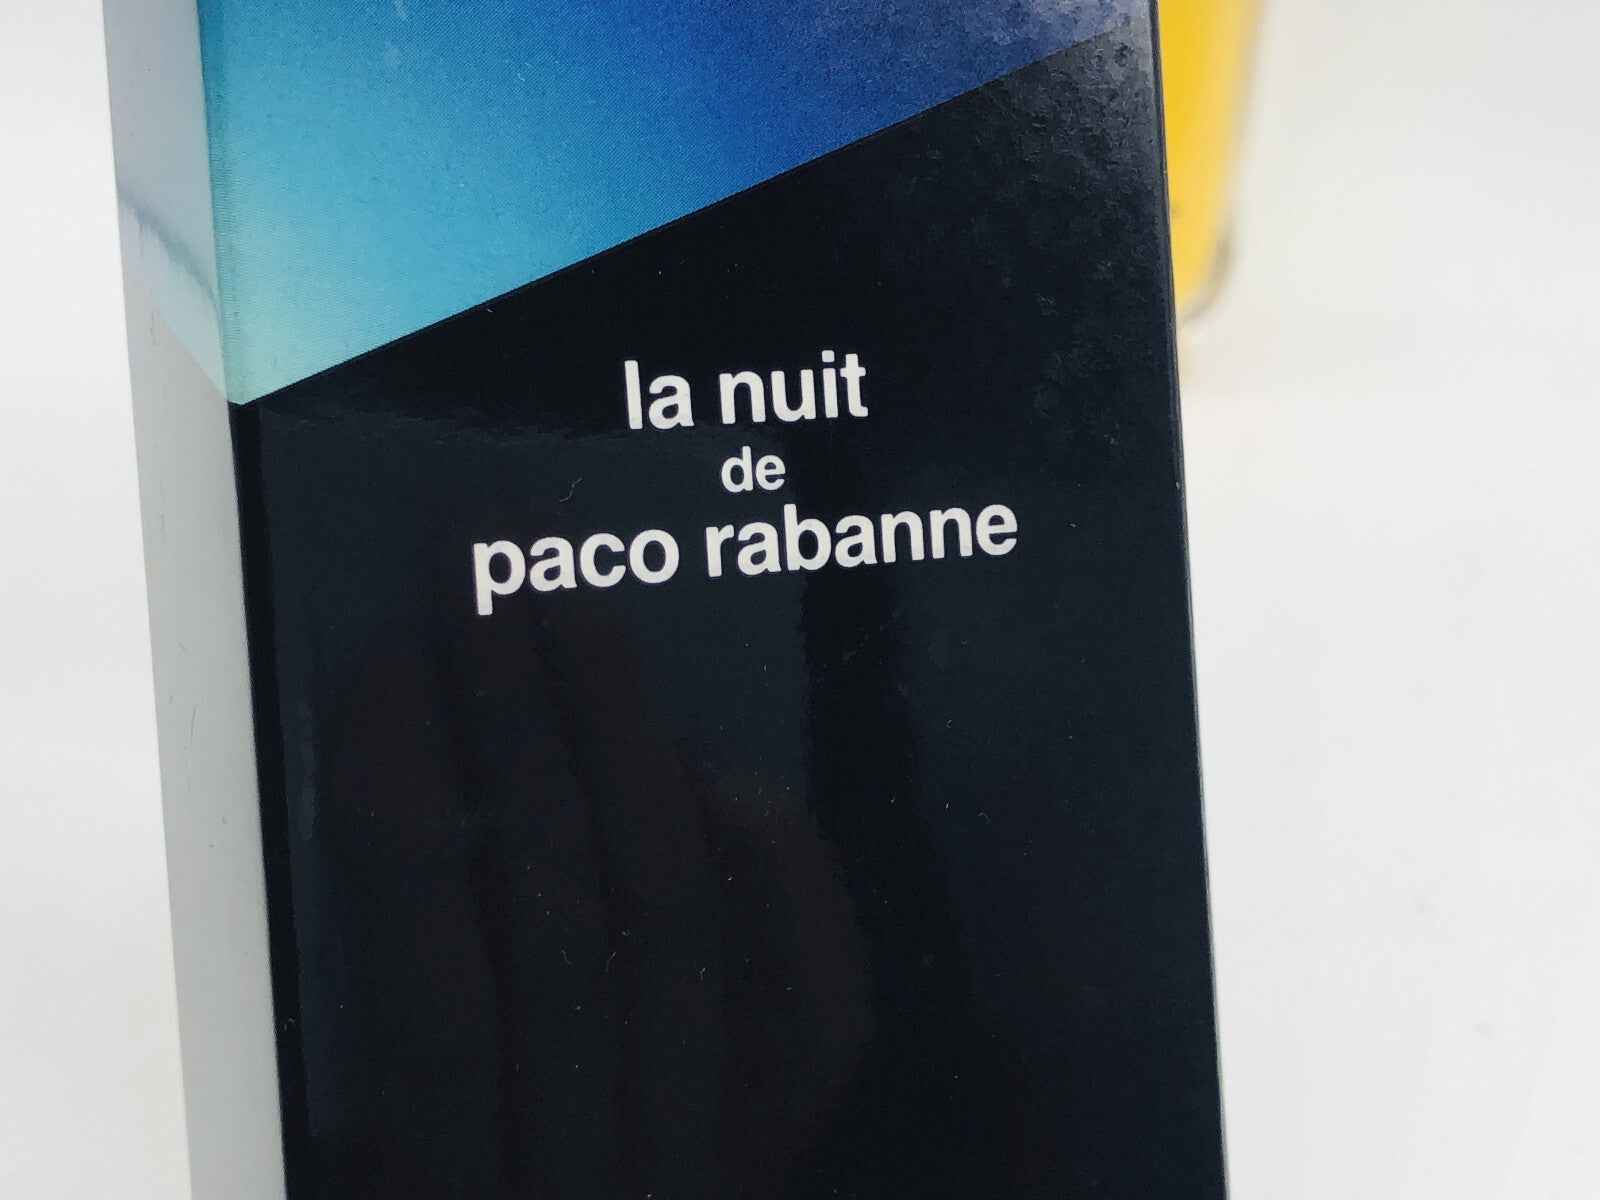 la nuit
de
paco rabanne